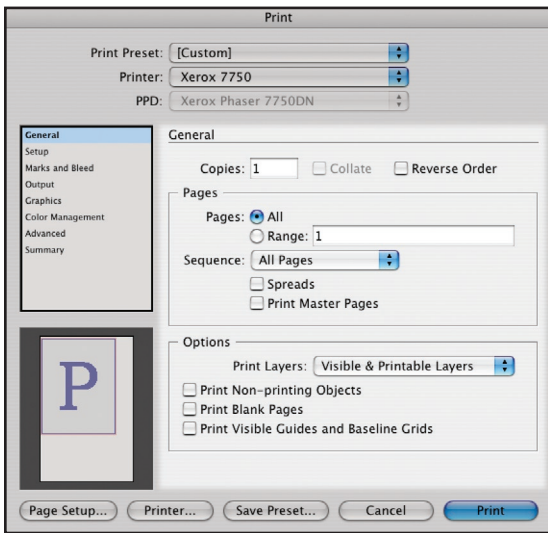 Print
Print Preset: [Custom]
Printer: Xerox 7750
PPD: Xerox Phaser 7750DN
General
Setup
Marks and Bleed
Output
Graphics
Color Management
Advanced
Summary
General
Copies: 1 Collate Reverse Order
Pages
Pages: All
Range: 1
Sequence: All Pages
Spreads
Print Master Pages
Options
Print Layers: Visible & Printable Layers
Print Non-printing Objects
Print Blank Pages
Print Visible Guides and Baseline Grids
P
Page Setup... Printer... Save Preset... Cancel Print